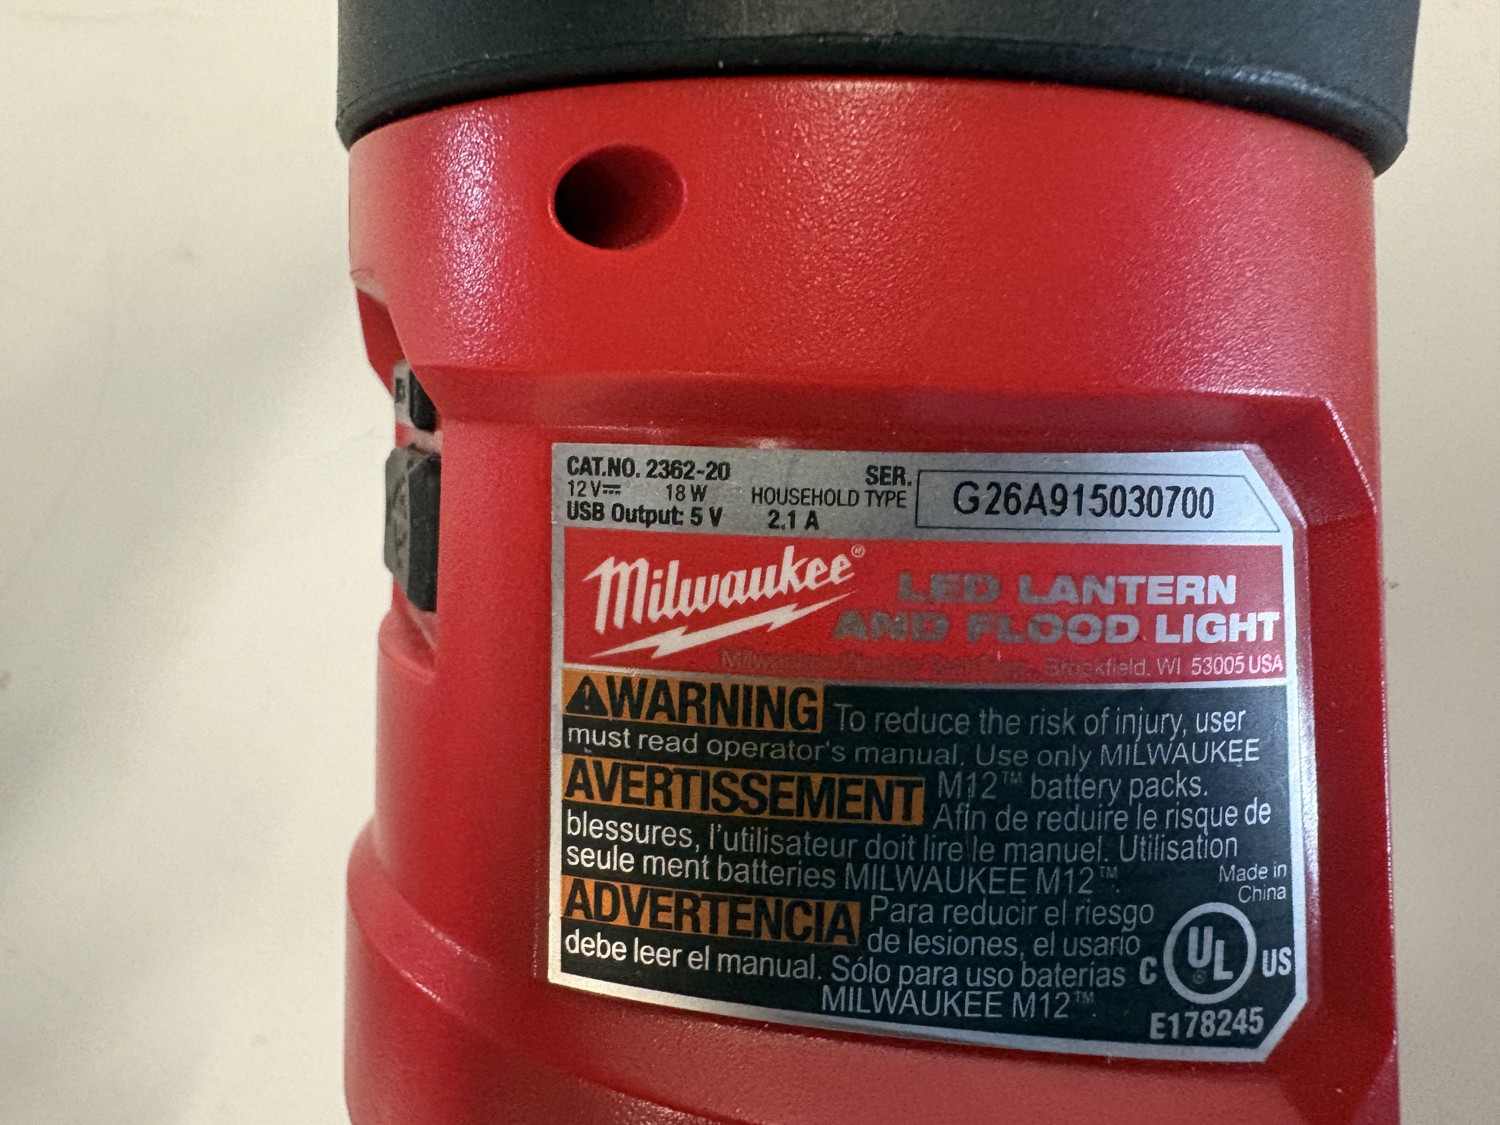 CAT.NO. 2362-20
12 V⎓ 18 W
USB Output: 5 V 2.1 A
HOUSEHOLD TYPE
SER. G26A915030700
Milwaukee®
LED LANTERN
AND FLOOD LIGHT
Milwaukee Electric Tool Corp., Brookfield, WI 53005 USA
WARNING To reduce the risk of injury, user
must read operator's manual. Use only MILWAUKEE
M12™ battery packs.
AVERTISSEMENT Afin de reduire le risque de
blessures, l'utilisateur doit lire le manuel. Utilisation
seule ment batteries MILWAUKEE M12™.
Made in
China
ADVERTENCIA Para reducir el riesgo
de lesiones, el usario
debe leer el manual. Sólo para uso baterias
MILWAUKEE M12™.
C UL US
E178245